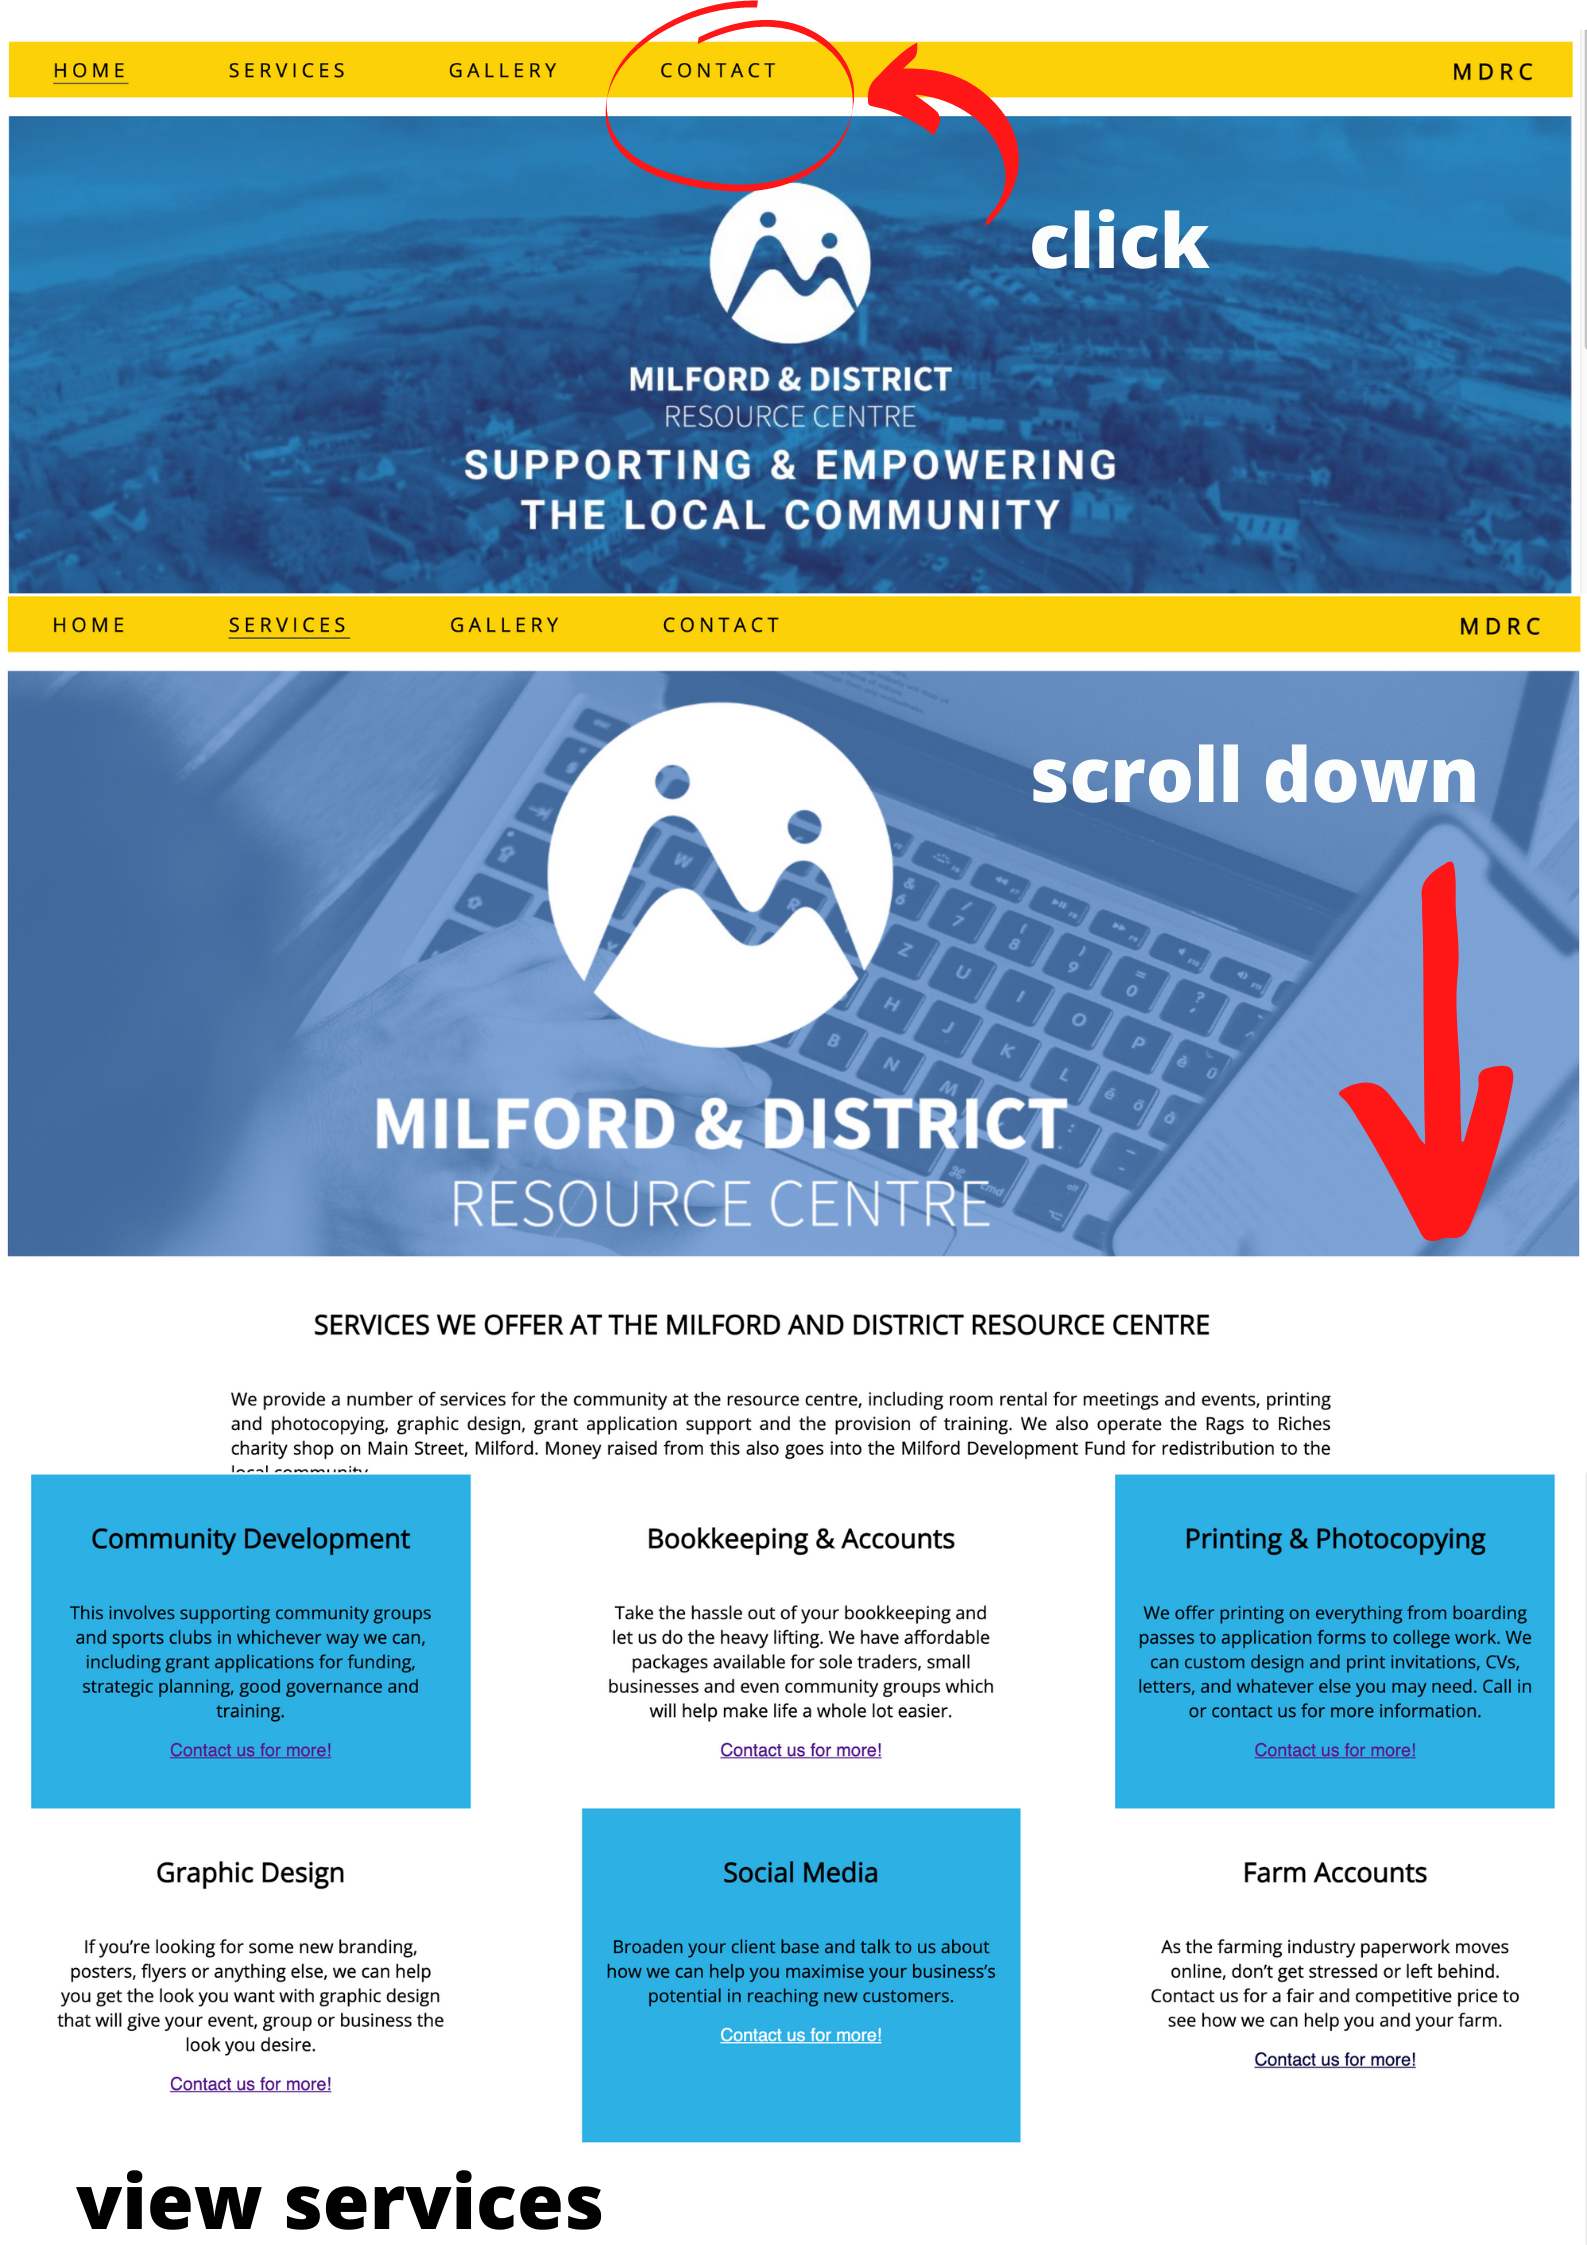 HOME SERVICES GALLERY CONTACT MDRC
click
MILFORD & DISTRICT
RESOURCE CENTRE
SUPPORTING & EMPOWERING
THE LOCAL COMMUNITY
HOME SERVICES GALLERY CONTACT MDRC
scroll down
MILFORD & DISTRICT
RESOURCE CENTRE
SERVICES WE OFFER AT THE MILFORD AND DISTRICT RESOURCE CENTRE
We provide a number of services for the community at the resource centre, including room rental for meetings and events, printing
and photocopying, graphic design, grant application support and the provision of training. We also operate the Rags to Riches
charity shop on Main Street, Milford. Money raised from this also goes into the Milford Development Fund for redistribution to the
local community.
Community Development
This involves supporting community groups
and sports clubs in whichever way we can,
including grant applications for funding,
strategic planning, good governance and
training.
Contact us for more!
Bookkeeping & Accounts
Take the hassle out of your bookkeeping and
let us do the heavy lifting. We have affordable
packages available for sole traders, small
businesses and even community groups which
will help make life a whole lot easier.
Contact us for more!
Printing & Photocopying
We offer printing on everything from boarding
passes to application forms to college work. We
can custom design and print invitations, CVs,
letters, and whatever else you may need. Call in
or contact us for more information.
Contact us for more!
Graphic Design
If you’re looking for some new branding,
posters, flyers or anything else, we can help
you get the look you want with graphic design
that will give your event, group or business the
look you desire.
Contact us for more!
Social Media
Broaden your client base and talk to us about
how we can help you maximise your business’s
potential in reaching new customers.
Contact us for more!
Farm Accounts
As the farming industry paperwork moves
online, don’t get stressed or left behind.
Contact us for a fair and competitive price to
see how we can help you and your farm.
Contact us for more!
view services